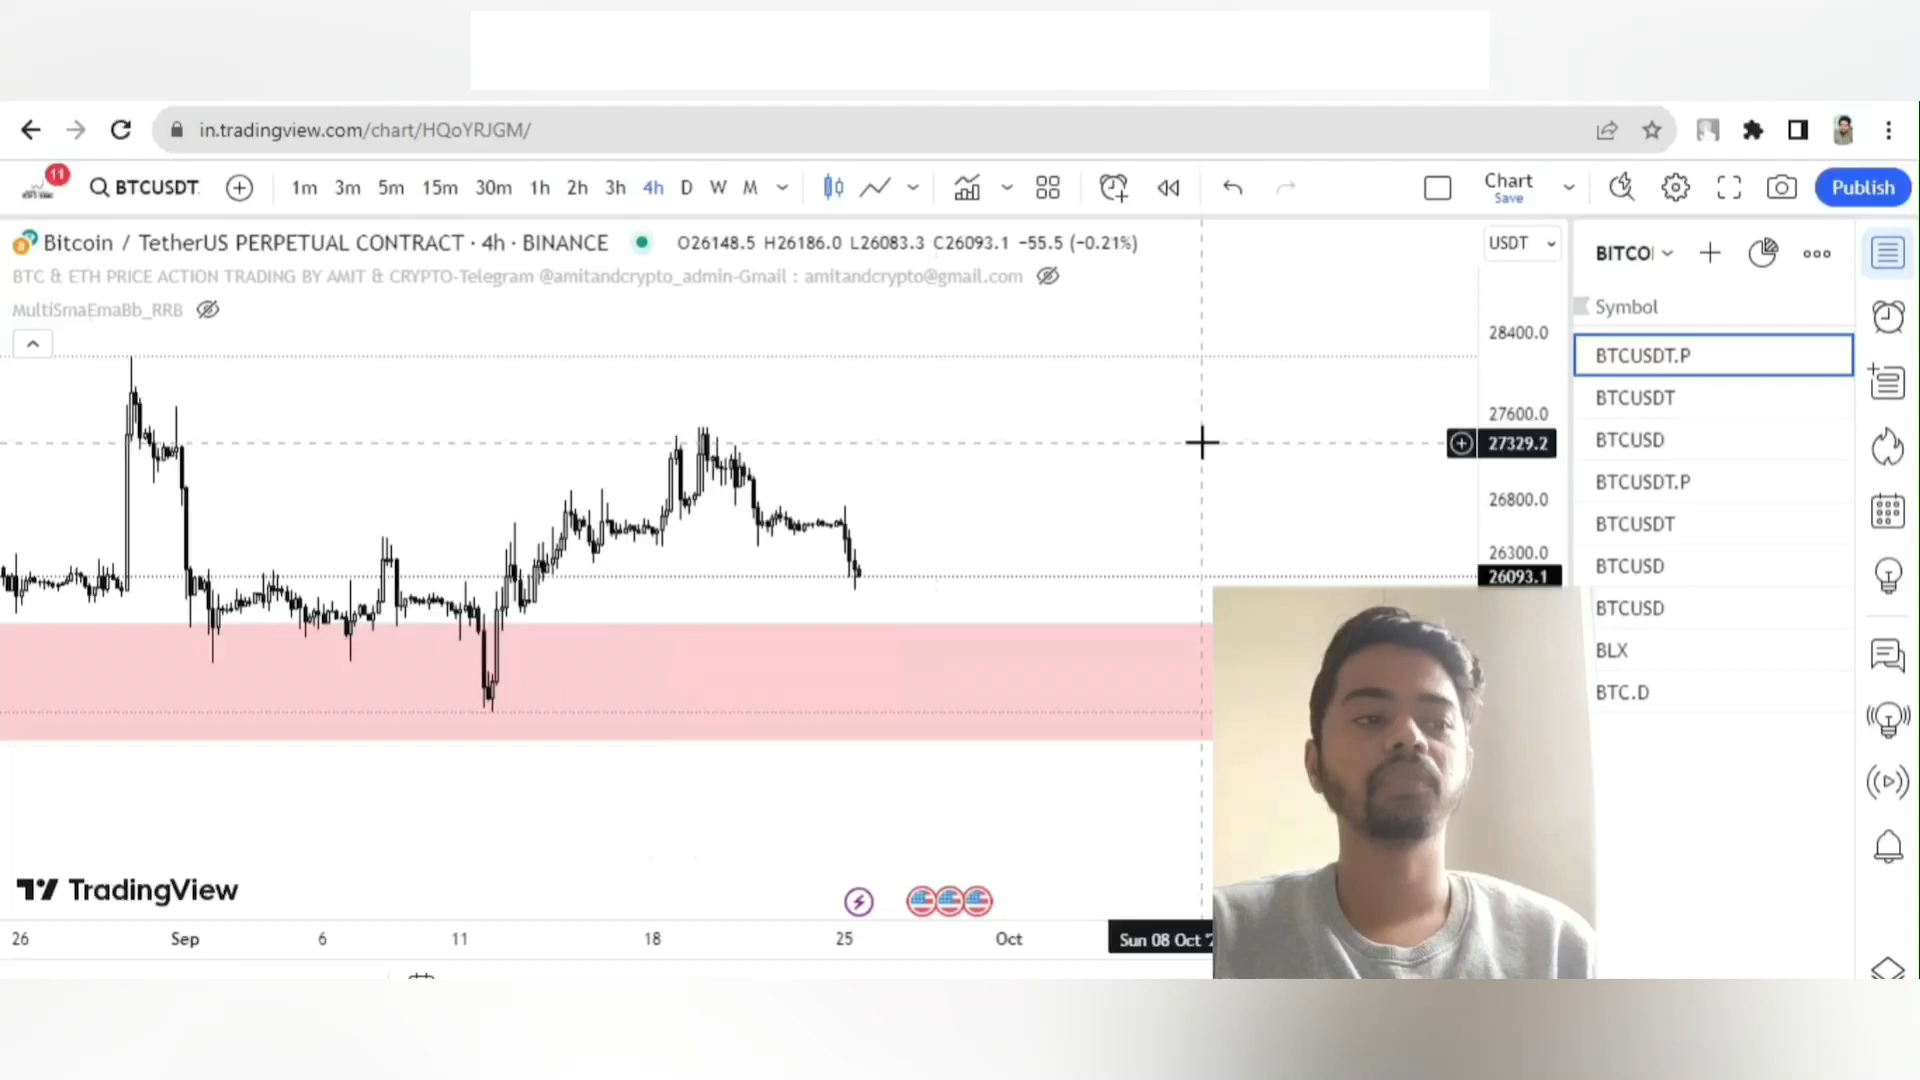 in.tradingview.com/chart/HQoYRJGM/
11
BTCUSDT
1m 3m 5m 15m 30m 1h 2h 3h 4h D W M
Chart
Save
Publish
Bitcoin / TetherUS PERPETUAL CONTRACT · 4h · BINANCE
O26148.5 H26186.0 L26083.3 C26093.1 −55.5 (−0.21%)
USDT
BTC & ETH PRICE ACTION TRADING BY AMIT & CRYPTO-Telegram @amitandcrypto_admin-Gmail : amitandcrypto@gmail.com
MultiSmaEmaBb_RRB
28400.0
27600.0
27329.2
26800.0
26300.0
26093.1
BITCO
Symbol
BTCUSDT.P
BTCUSDT
BTCUSD
BTCUSDT.P
BTCUSDT
BTCUSD
BTCUSD
BLX
BTC.D
TradingView
26 Sep 6 11 18 25 Oct
Sun 08 Oct '2